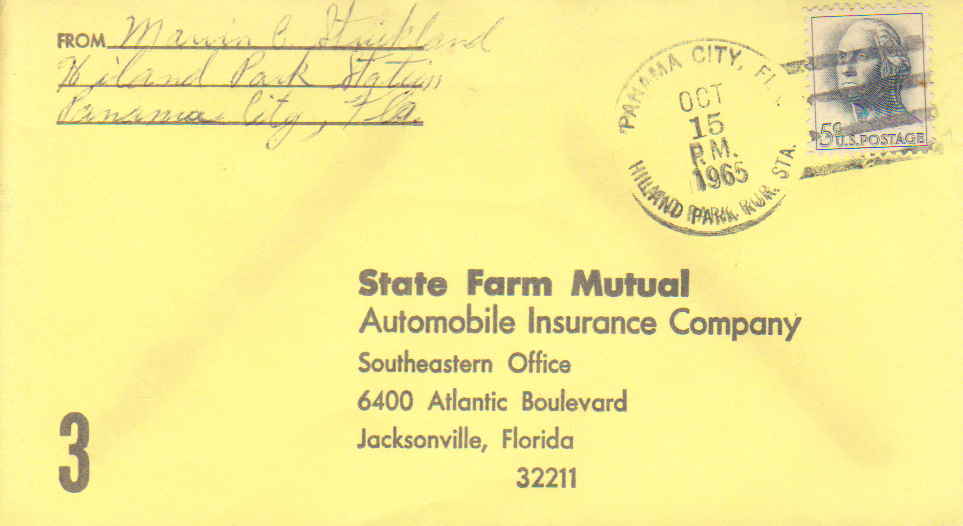 FROM Marvin C Strickland
Hiland Park Station
Panama City, Fla.
PANAMA CITY, FL
OCT
15
P.M.
1965
HILAND PARK RUR. STA.
5¢ U.S. POSTAGE
State Farm Mutual
Automobile Insurance Company
Southeastern Office
6400 Atlantic Boulevard
Jacksonville, Florida
32211
3